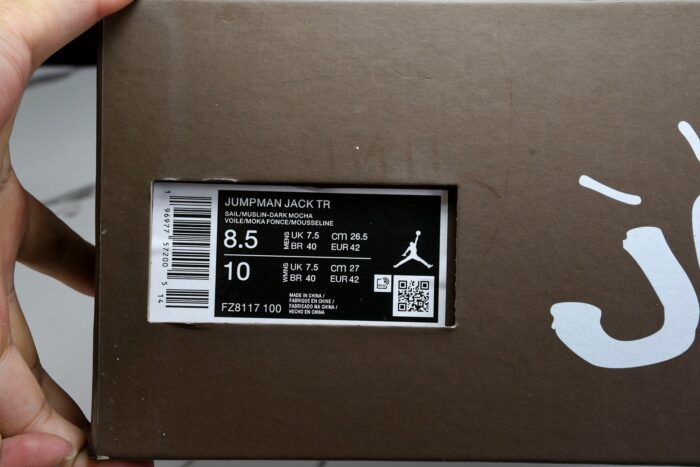 JUMPMAN JACK TR
SAIL/MUSLIN-DARK MOCHA
VOILE/MOKA FONCE/MOUSSELINE
8.5 MENS UK 7.5 CM 26.5
BR 40 EUR 42
10 WMNS UK 7.5 CM 27
BR 40 EUR 42
MADE IN CHINA /
FABRIQUE EN CHINE /
FABRICADO NA CHINA /
HECHO EN CHINA
FZ8117 100
1 96977 57200 5 14